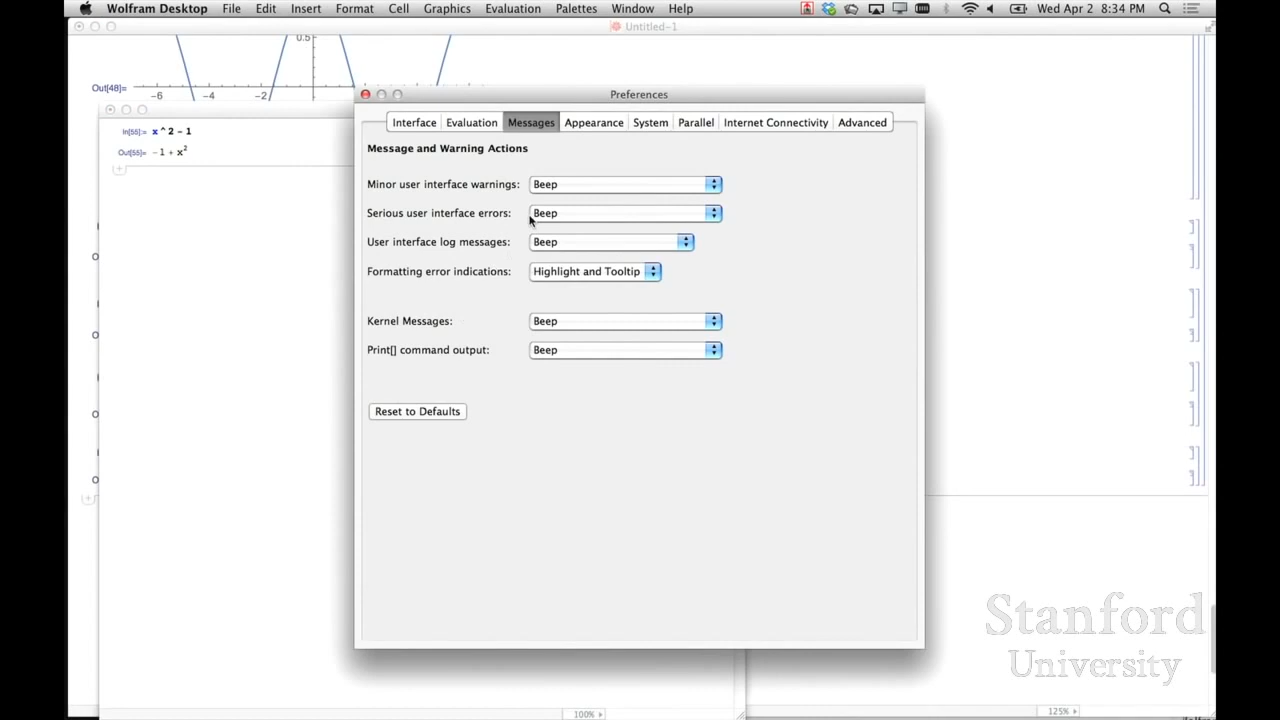 Wolfram Desktop File Edit Insert Format Cell Graphics Evaluation Palettes Window Help Wed Apr 2 8:34 PM
Untitled-1
0.5
Out[48]=
-6 -4 -2 0
Preferences
In[55]:= x ^ 2 - 1
Out[55]= -1 + x²
Interface Evaluation Messages Appearance System Parallel Internet Connectivity Advanced
Message and Warning Actions
Minor user interface warnings: Beep
Serious user interface errors: Beep
User interface log messages: Beep
Formatting error indications: Highlight and Tooltip
Kernel Messages: Beep
Print[] command output: Beep
Reset to Defaults
Stanford
University
100%
125%